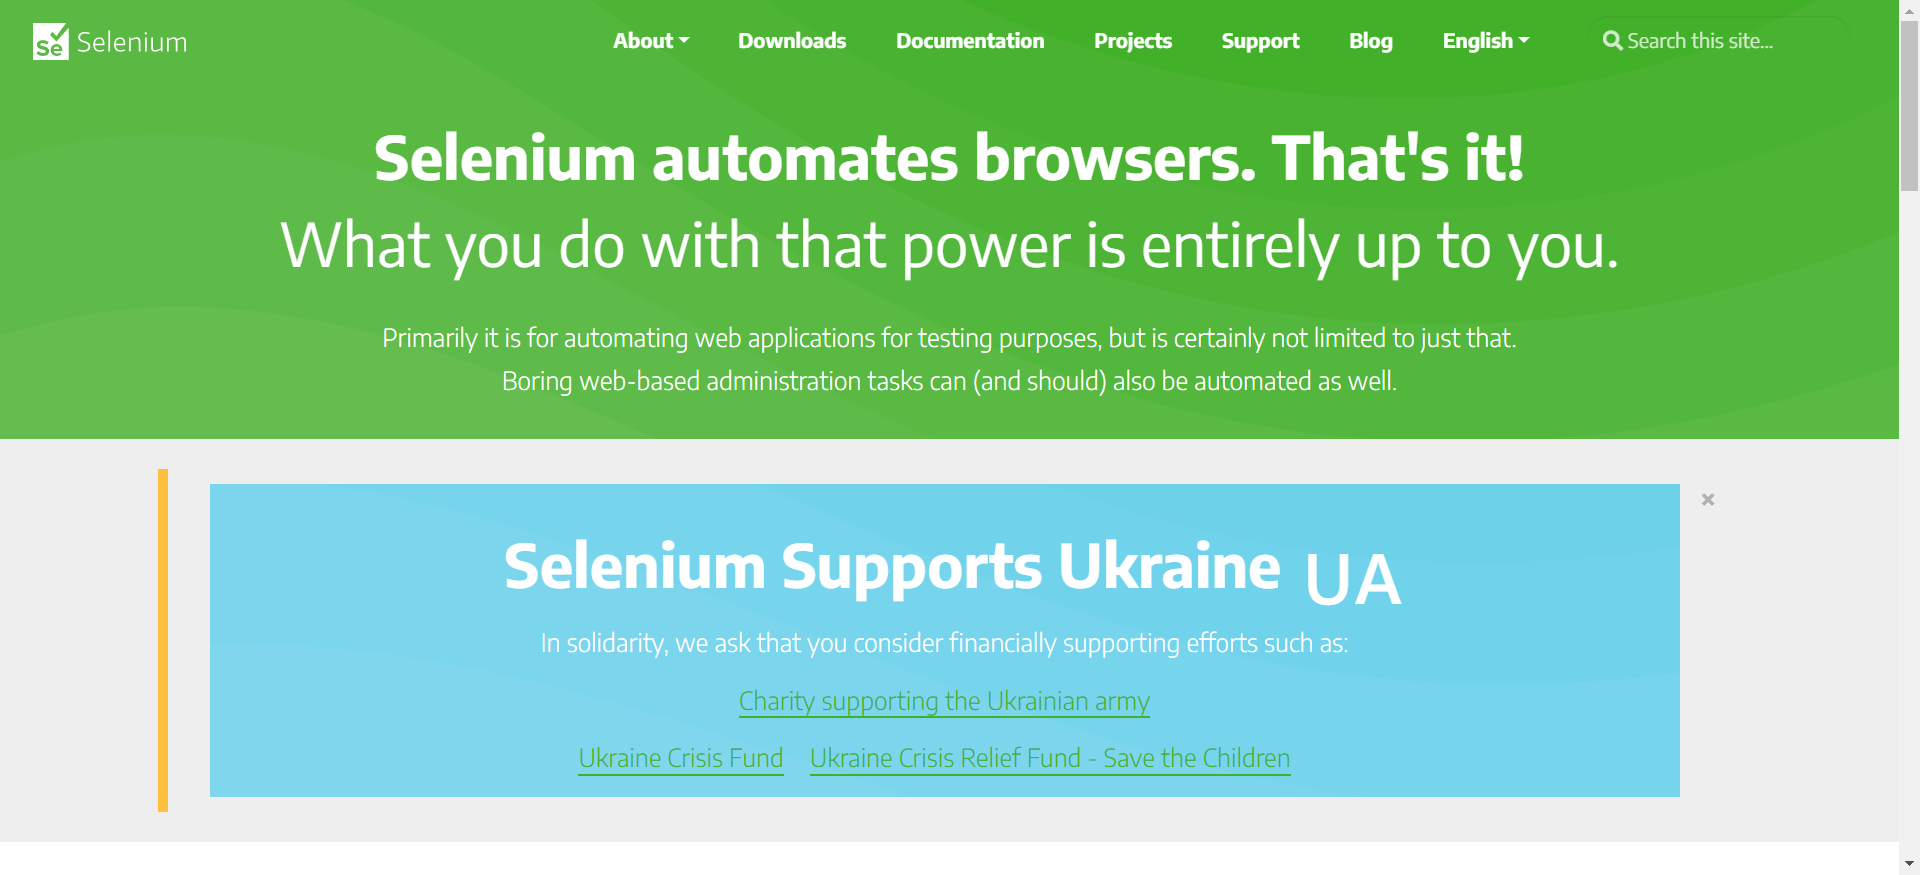 Se Selenium
About Downloads Documentation Projects Support Blog English Search this site...
Selenium automates browsers. That's it!
What you do with that power is entirely up to you.
Primarily it is for automating web applications for testing purposes, but is certainly not limited to just that.
Boring web-based administration tasks can (and should) also be automated as well.
×
Selenium Supports Ukraine UA
In solidarity, we ask that you consider financially supporting efforts such as:
Charity supporting the Ukrainian army
Ukraine Crisis Fund Ukraine Crisis Relief Fund - Save the Children